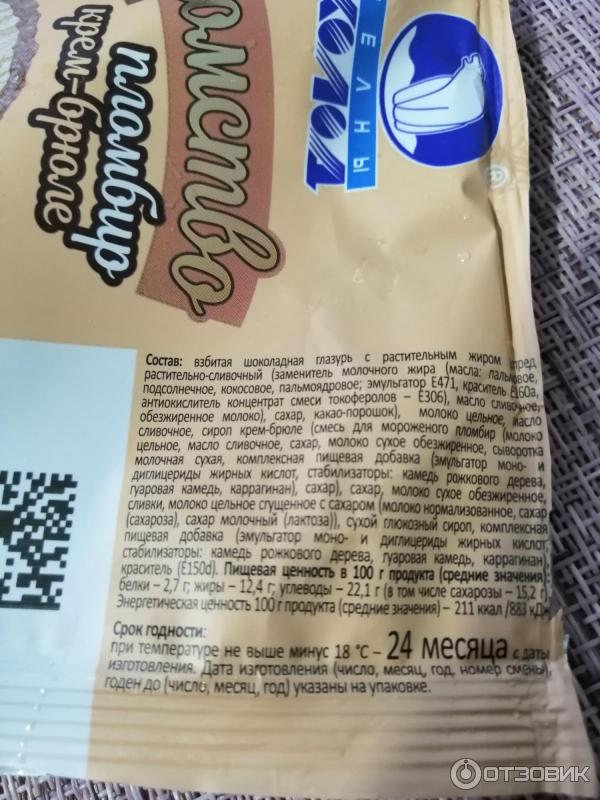 омство
пломбир
крем-брюле
ЕЛНЫ
КОЛОД
®
Состав: взбитая шоколадная глазурь с растительным жиром (спред
растительно-сливочный (заменитель молочного жира (масла: пальмовое,
подсолнечное, кокосовое, пальмоядровое; эмульгатор Е471, краситель Е160а,
антиокислитель концентрат смеси токоферолов – Е306), масло сливочное,
обезжиренное молоко), сахар, какао-порошок), молоко цельное, масло
сливочное, сироп крем-брюле (смесь для мороженого пломбир (молоко
цельное, масло сливочное, сахар, молоко сухое обезжиренное, сыворотка
молочная сухая, комплексная пищевая добавка (эмульгатор моно- и
диглицериды жирных кислот, стабилизаторы: камедь рожкового дерева,
гуаровая камедь, каррагинан), сахар), сахар, молоко сухое обезжиренное,
сливки, молоко цельное сгущенное с сахаром (молоко нормализованное, сахар
(сахароза), сахар молочный (лактоза)), сухой глюкозный сироп, комплексная
пищевая добавка (эмульгатор моно- и диглицериды жирных кислот,
стабилизаторы: камедь рожкового дерева, гуаровая камедь, каррагинан),
краситель (Е150d). Пищевая ценность в 100 г продукта (средние значения):
белки – 2,7 г; жиры – 12,4 г; углеводы – 22,1 г (в том числе сахарозы – 15,2 г).
Энергетическая ценность 100 г продукта (средние значения) – 211 ккал /883 кДж
Срок годности:
при температуре не выше минус 18 °С – 24 месяца с даты
изготовления. Дата изготовления (число, месяц, год, номер смены),
годен до (число, месяц, год) указаны на упаковке.
ОТЗОВИК